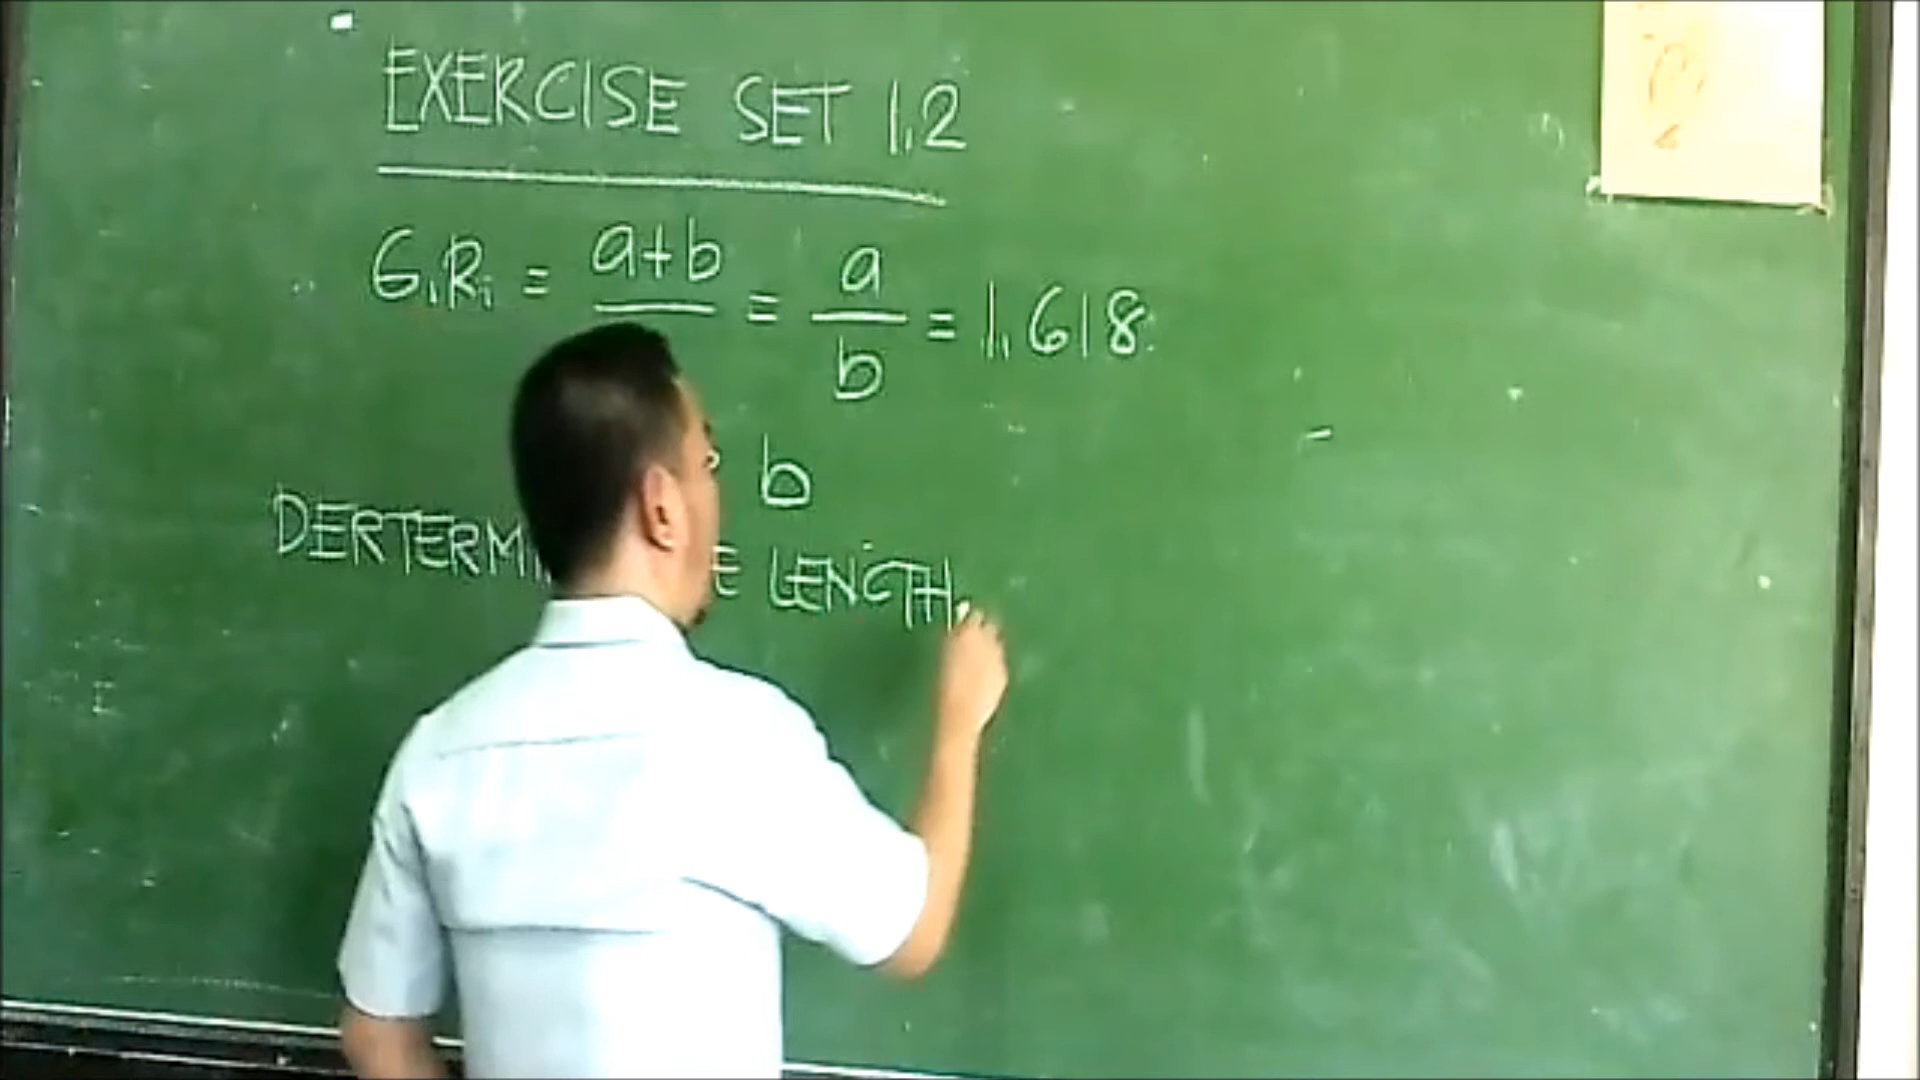 EXERCISE SET 1.2
G.R. = a+b = a = 1.618
b
b
DERTERMI E LENGTH